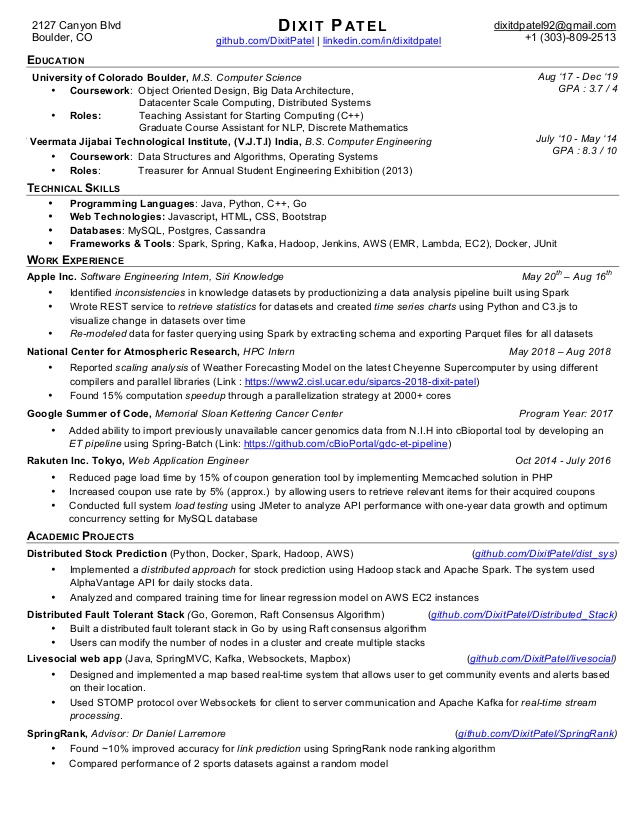 2127 Canyon Blvd
Boulder, CO
DIXIT PATEL
github.com/DixitPatel | linkedin.com/in/dixitdpatel
dixitdpatel92@gmail.com
+1 (303)-809-2513
EDUCATION
University of Colorado Boulder, M.S. Computer Science Aug '17 - Dec '19
• Coursework: Object Oriented Design, Big Data Architecture, GPA : 3.7 / 4
Datacenter Scale Computing, Distributed Systems
• Roles: Teaching Assistant for Starting Computing (C++)
Graduate Course Assistant for NLP, Discrete Mathematics
Veermata Jijabai Technological Institute, (V.J.T.I) India, B.S. Computer Engineering July '10 - May '14
• Coursework: Data Structures and Algorithms, Operating Systems GPA : 8.3 / 10
• Roles: Treasurer for Annual Student Engineering Exhibition (2013)
TECHNICAL SKILLS
• Programming Languages: Java, Python, C++, Go
• Web Technologies: Javascript, HTML, CSS, Bootstrap
• Databases: MySQL, Postgres, Cassandra
• Frameworks & Tools: Spark, Spring, Kafka, Hadoop, Jenkins, AWS (EMR, Lambda, EC2), Docker, JUnit
WORK EXPERIENCE
Apple Inc. Software Engineering Intern, Siri Knowledge May 20th – Aug 16th
• Identified inconsistencies in knowledge datasets by productionizing a data analysis pipeline built using Spark
• Wrote REST service to retrieve statistics for datasets and created time series charts using Python and C3.js to
visualize change in datasets over time
• Re-modeled data for faster querying using Spark by extracting schema and exporting Parquet files for all datasets
National Center for Atmospheric Research, HPC Intern May 2018 – Aug 2018
• Reported scaling analysis of Weather Forecasting Model on the latest Cheyenne Supercomputer by using different
compilers and parallel libraries (Link : https://www2.cisl.ucar.edu/siparcs-2018-dixit-patel)
• Found 15% computation speedup through a parallelization strategy at 2000+ cores
Google Summer of Code, Memorial Sloan Kettering Cancer Center Program Year: 2017
• Added ability to import previously unavailable cancer genomics data from N.I.H into cBioportal tool by developing an
ET pipeline using Spring-Batch (Link: https://github.com/cBioPortal/gdc-et-pipeline)
Rakuten Inc. Tokyo, Web Application Engineer Oct 2014 - July 2016
• Reduced page load time by 15% of coupon generation tool by implementing Memcached solution in PHP
• Increased coupon use rate by 5% (approx.) by allowing users to retrieve relevant items for their acquired coupons
• Conducted full system load testing using JMeter to analyze API performance with one-year data growth and optimum
concurrency setting for MySQL database
ACADEMIC PROJECTS
Distributed Stock Prediction (Python, Docker, Spark, Hadoop, AWS) (github.com/DixitPatel/dist_sys)
• Implemented a distributed approach for stock prediction using Hadoop stack and Apache Spark. The system used
AlphaVantage API for daily stocks data.
• Analyzed and compared training time for linear regression model on AWS EC2 instances
Distributed Fault Tolerant Stack (Go, Goremon, Raft Consensus Algorithm) (github.com/DixitPatel/Distributed_Stack)
• Built a distributed fault tolerant stack in Go by using Raft consensus algorithm
• Users can modify the number of nodes in a cluster and create multiple stacks
Livesocial web app (Java, SpringMVC, Kafka, Websockets, Mapbox) (github.com/DixitPatel/livesocial)
• Designed and implemented a map based real-time system that allows user to get community events and alerts based
on their location.
• Used STOMP protocol over Websockets for client to server communication and Apache Kafka for real-time stream
processing.
SpringRank, Advisor: Dr Daniel Larremore (github.com/DixitPatel/SpringRank)
• Found ~10% improved accuracy for link prediction using SpringRank node ranking algorithm
• Compared performance of 2 sports datasets against a random model